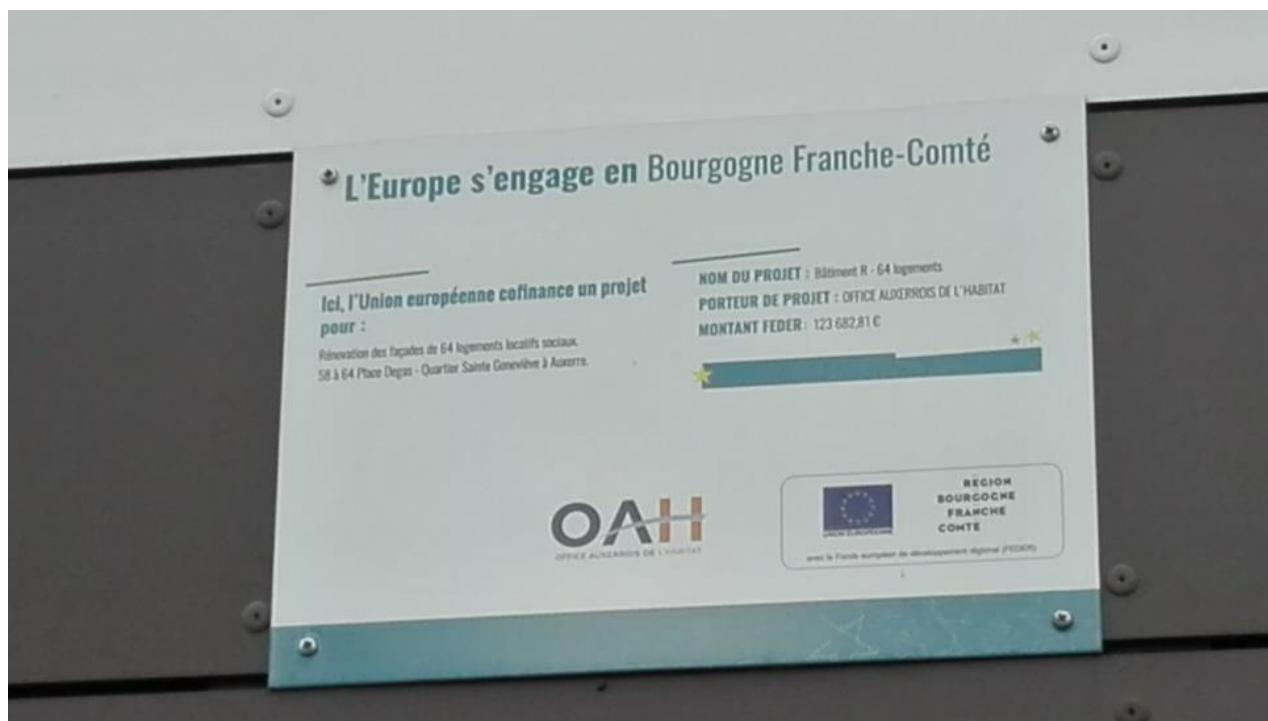 L'Europe s'engage en Bourgogne Franche-Comté
Ici, l'Union européenne cofinance un projet
pour :
Rénovation des façades de 64 logements locatifs sociaux.
58 à 64 Place Degas - Quartier Sainte Geneviève à Auxerre.
NOM DU PROJET : Bâtiment R - 64 logements
PORTEUR DE PROJET : OFFICE AUXERROIS DE L'HABITAT
MONTANT FEDER : 123 682,81 €
OAH
OFFICE AUXERROIS DE L'HABITAT
UNION EUROPEENNE
REGION
BOURGOGNE
FRANCHE
COMTE
avec le Fonds européen de développement régional (FEDER)